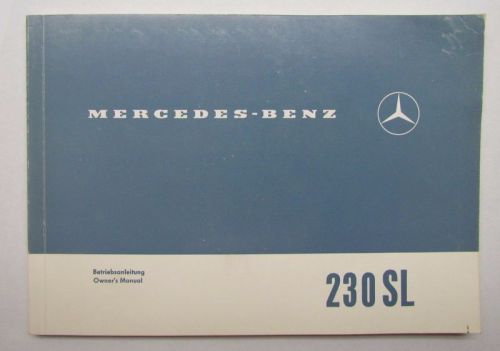 MERCEDES-BENZ
Betriebsanleitung
Owner's Manual
230 SL